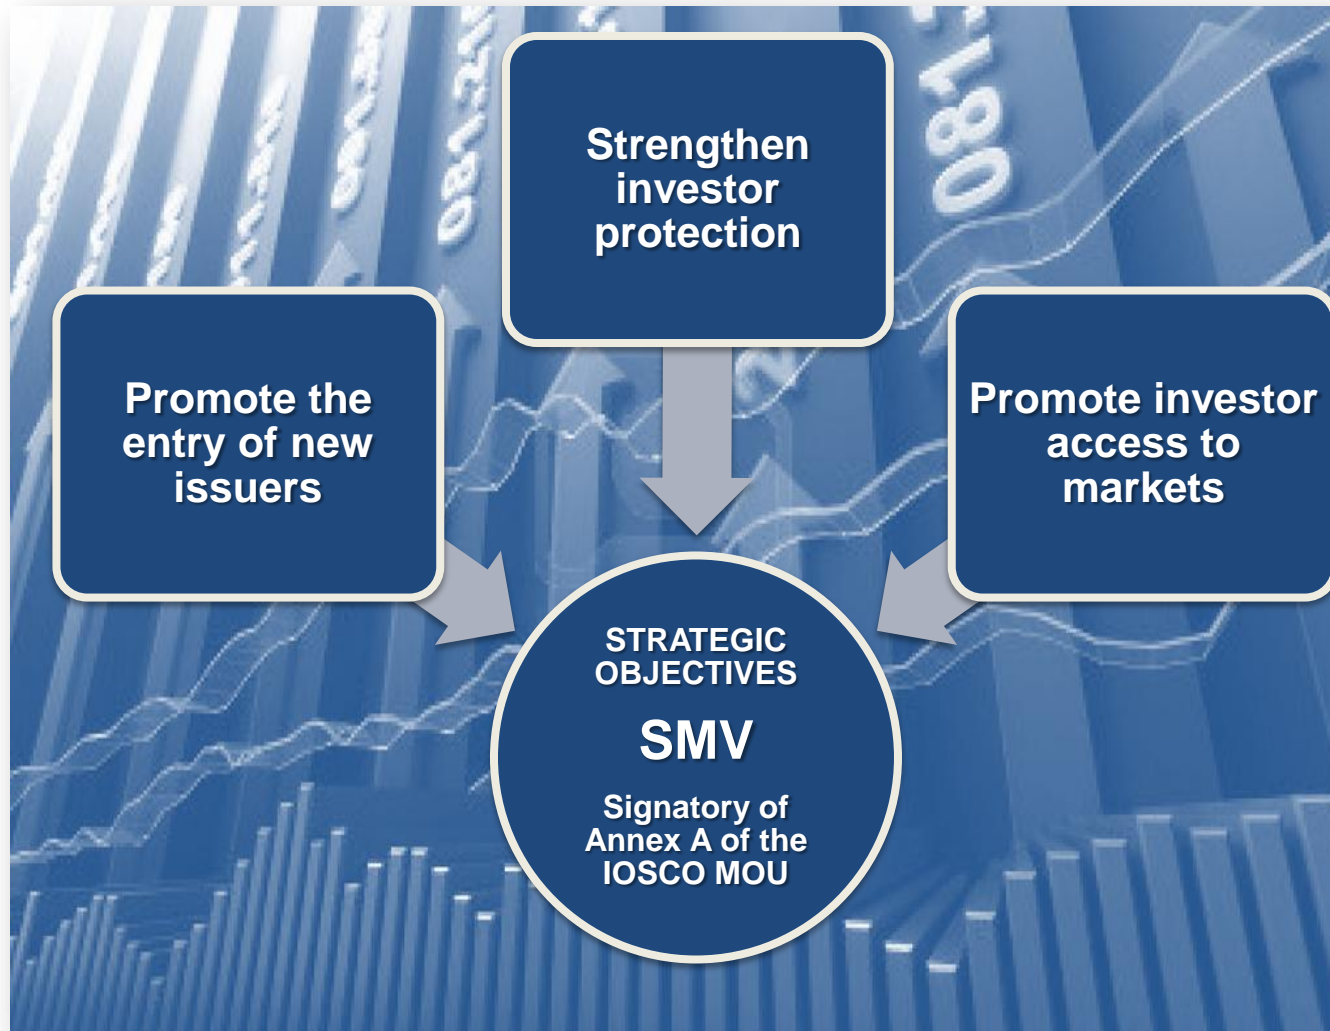 Strengthen
investor
protection
Promote the
entry of new
issuers
Promote investor
access to
markets
STRATEGIC
OBJECTIVES
SMV
Signatory of
Annex A of the
IOSCO MOU